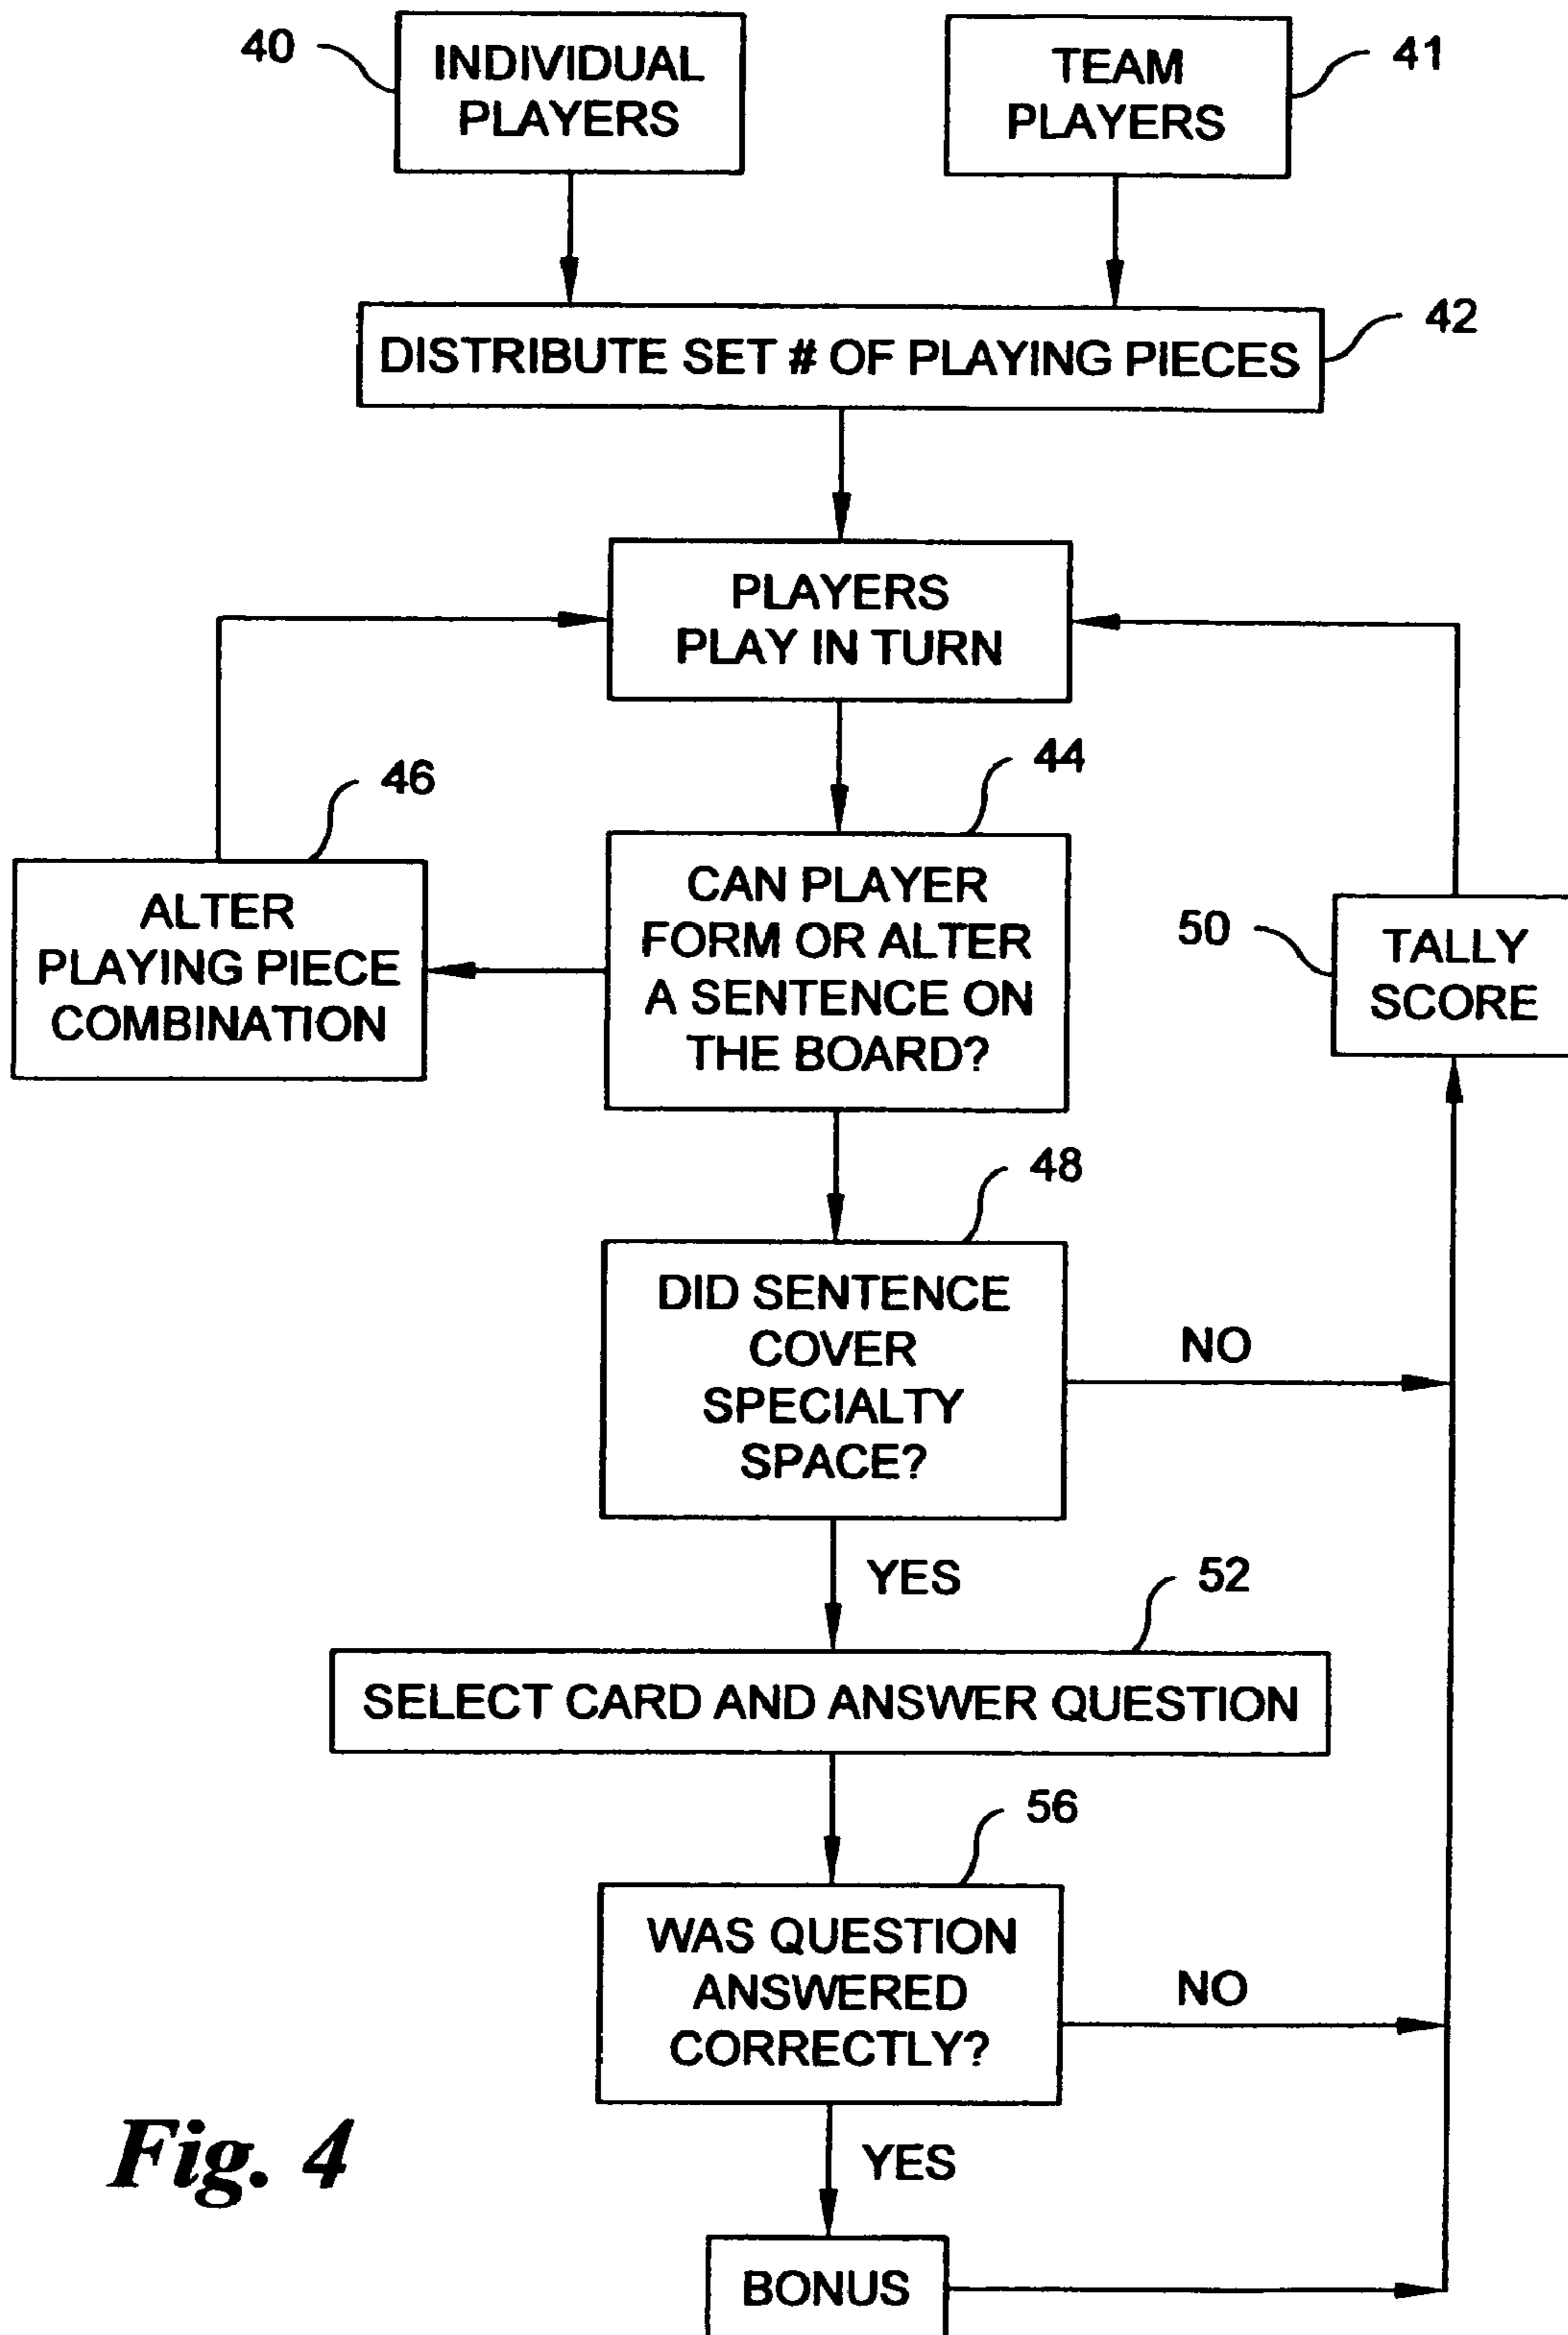 40
INDIVIDUAL
PLAYERS
TEAM
PLAYERS
41
DISTRIBUTE SET # OF PLAYING PIECES
42
PLAYERS
PLAY IN TURN
46
44
ALTER
PLAYING PIECE
COMBINATION
CAN PLAYER
FORM OR ALTER
A SENTENCE ON
THE BOARD?
50
TALLY
SCORE
48
DID SENTENCE
COVER
SPECIALTY
SPACE?
NO
YES
52
SELECT CARD AND ANSWER QUESTION
56
WAS QUESTION
ANSWERED
CORRECTLY?
NO
YES
BONUS
Fig. 4